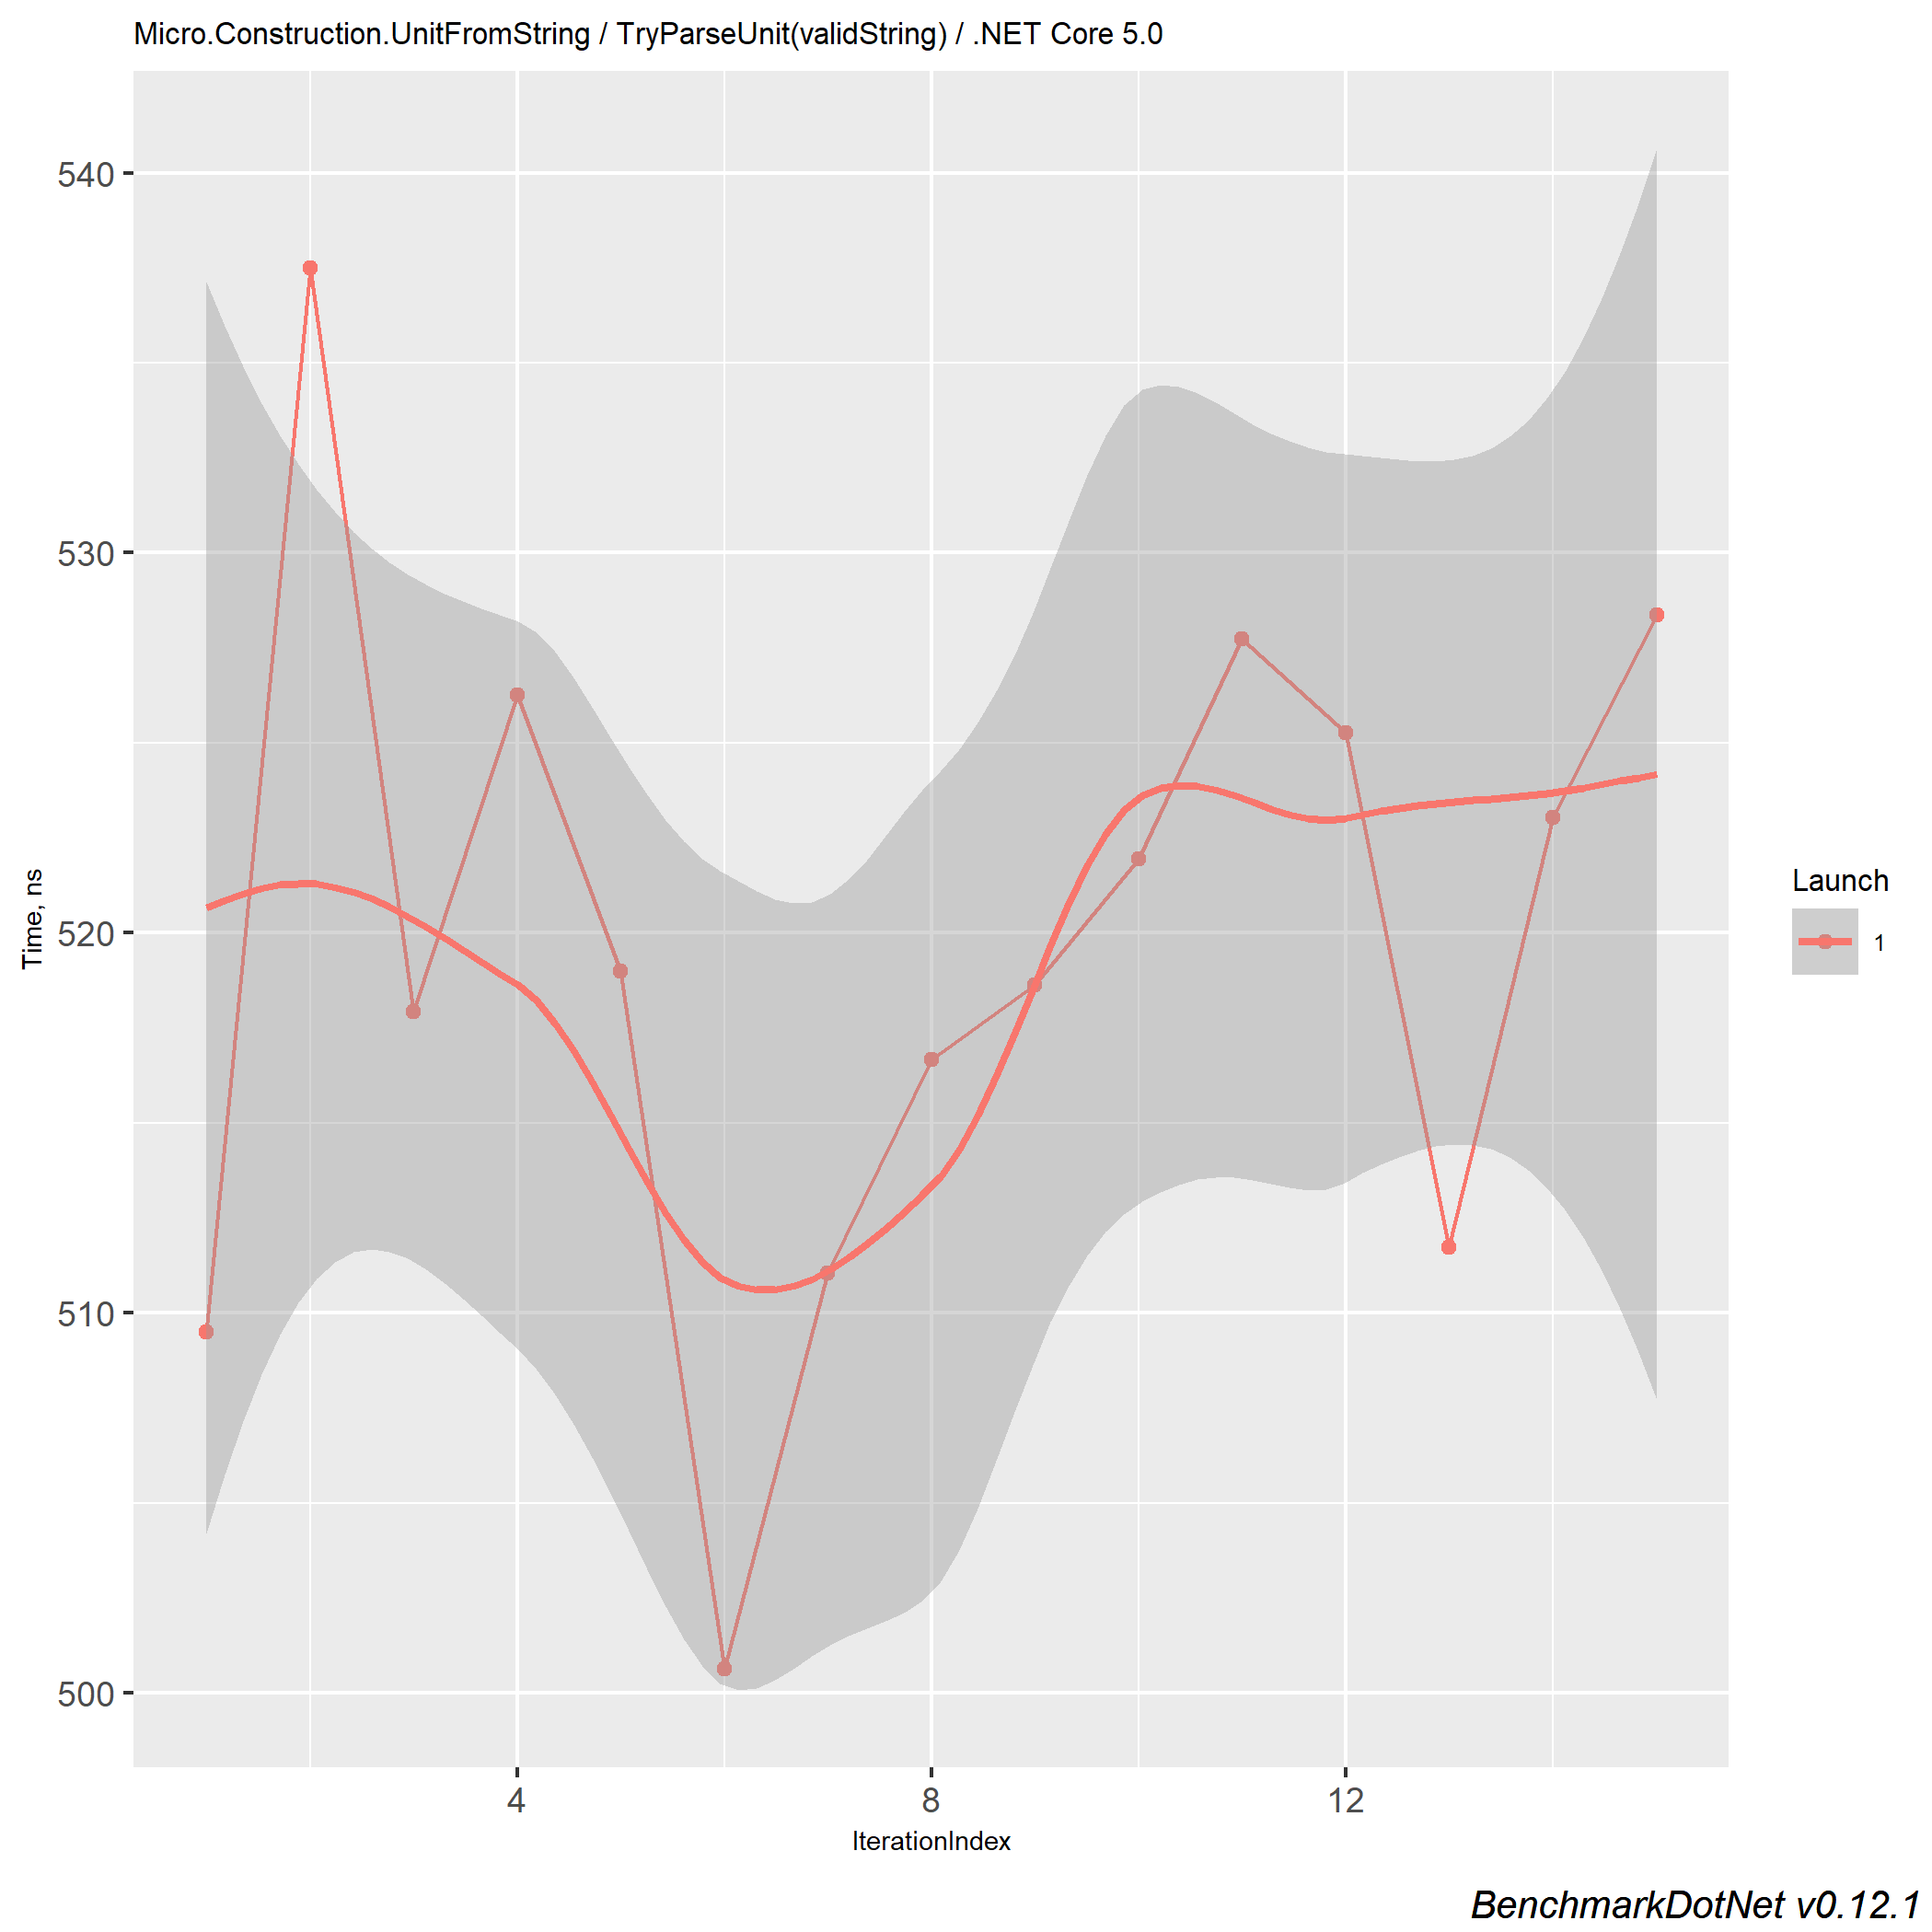 Micro.Construction.UnitFromString / TryParseUnit(validString) / .NET Core 5.0
540
530
520
510
500
Time, ns
4
8
12
IterationIndex
Launch
1
BenchmarkDotNet v0.12.1